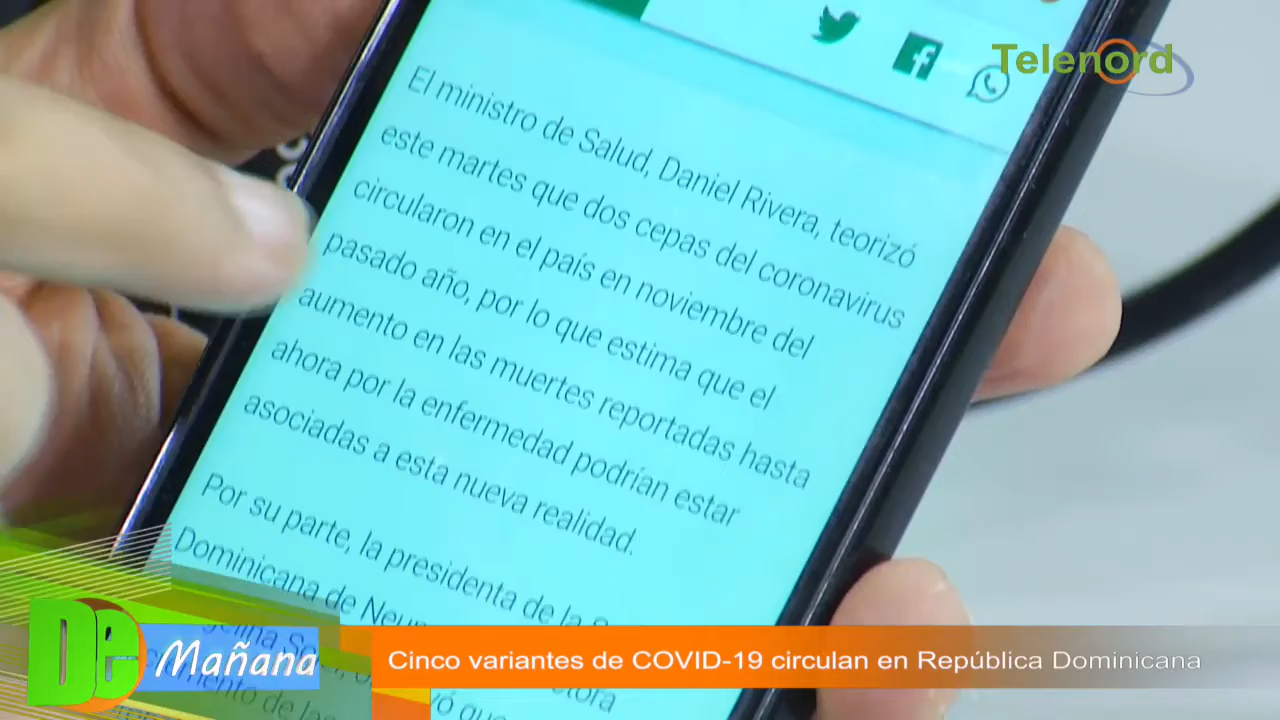 Telenord
El ministro de Salud, Daniel Rivera, teorizó
este martes que dos cepas del coronavirus
circularon en el país en noviembre del
pasado año, por lo que estima que el
aumento en las muertes reportadas hasta
ahora por la enfermedad podrían estar
asociadas a esta nueva realidad.
Por su parte, la presidenta de la
Dominicana de
De Mañana
Cinco variantes de COVID-19 circulan en República Dominicana